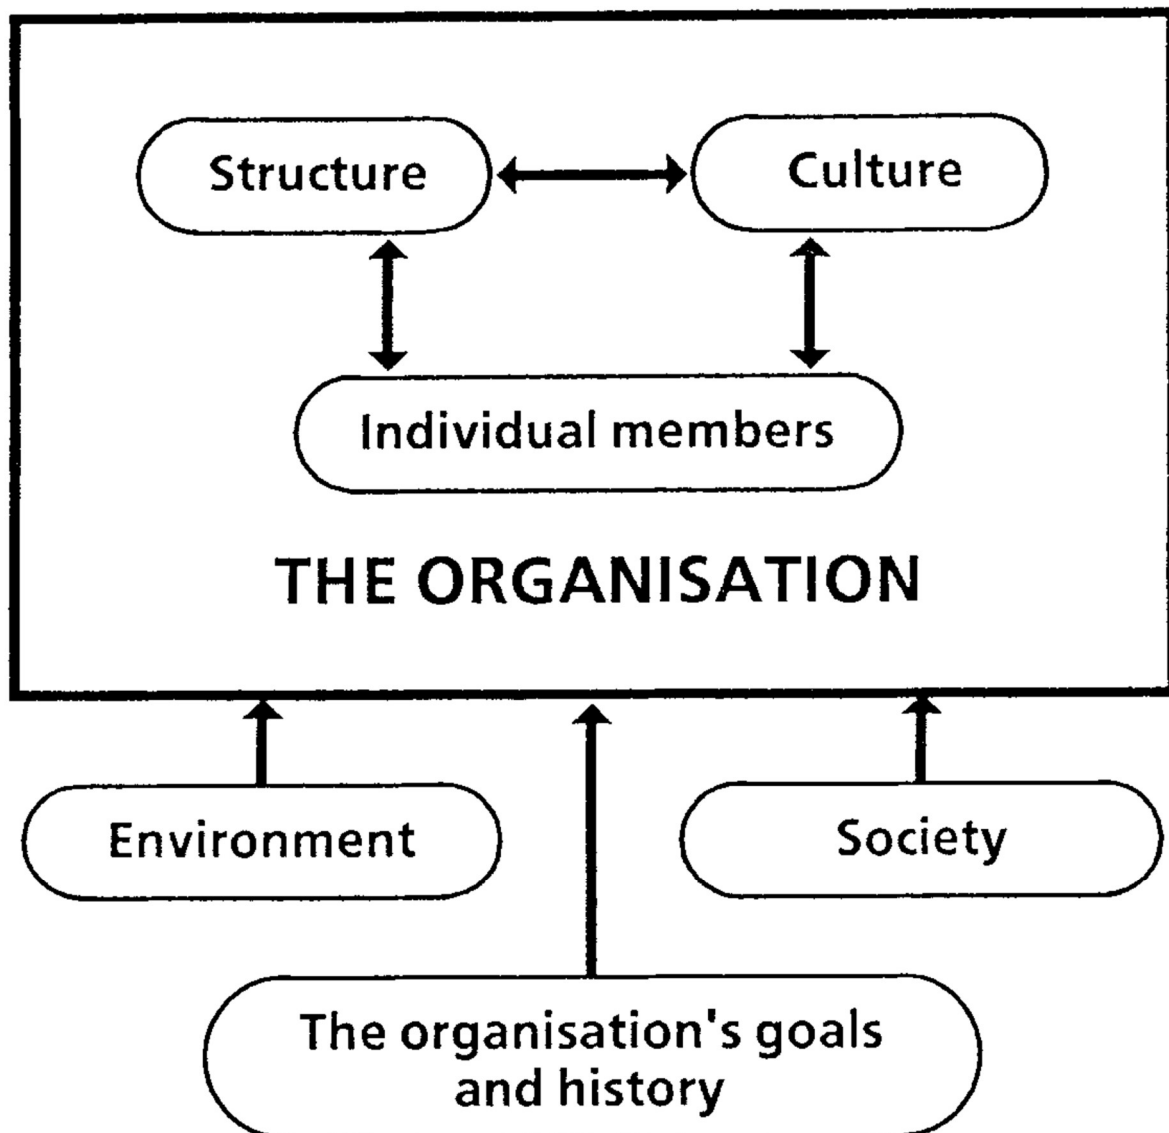 Structure
Culture
Individual members
THE ORGANISATION
Environment
Society
The organisation's goals
and history